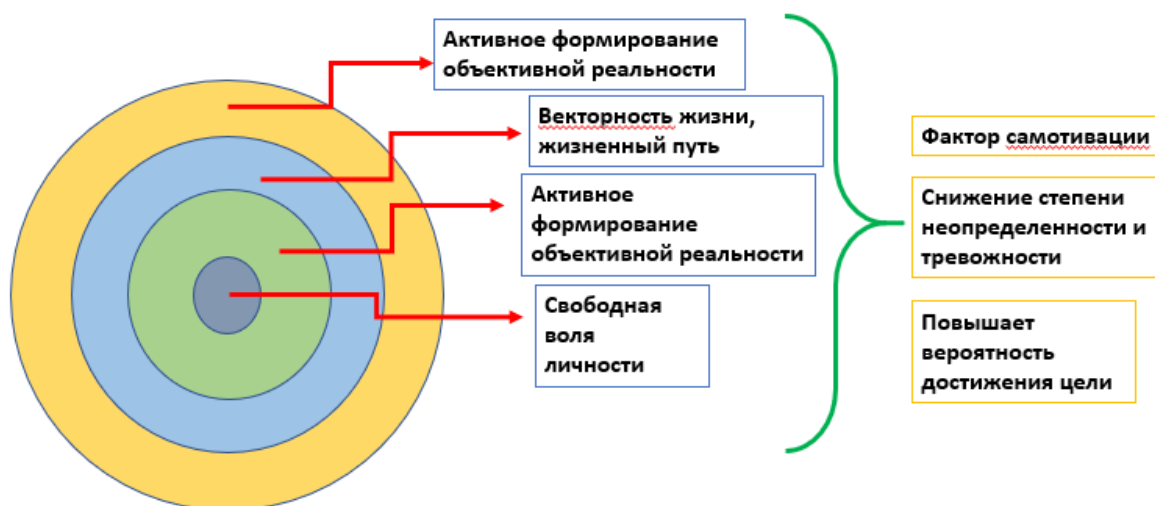 Активное формирование
объективной реальности
Векторность жизни,
жизненный путь
Активное
формирование
объективной реальности
Свободная
воля
личности
Фактор самотивации
Снижение степени
неопределенности и
тревожности
Повышает
вероятность
достижения цели